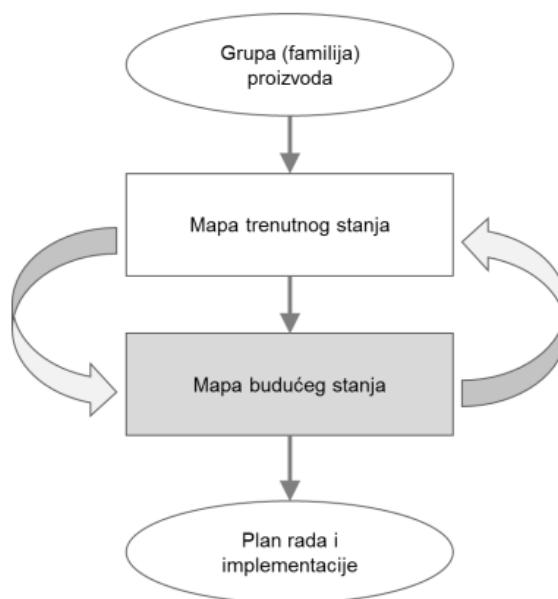 Grupa (familija)
proizvoda
Mapa trenutnog stanja
Mapa budućeg stanja
Plan rada i
implementacije